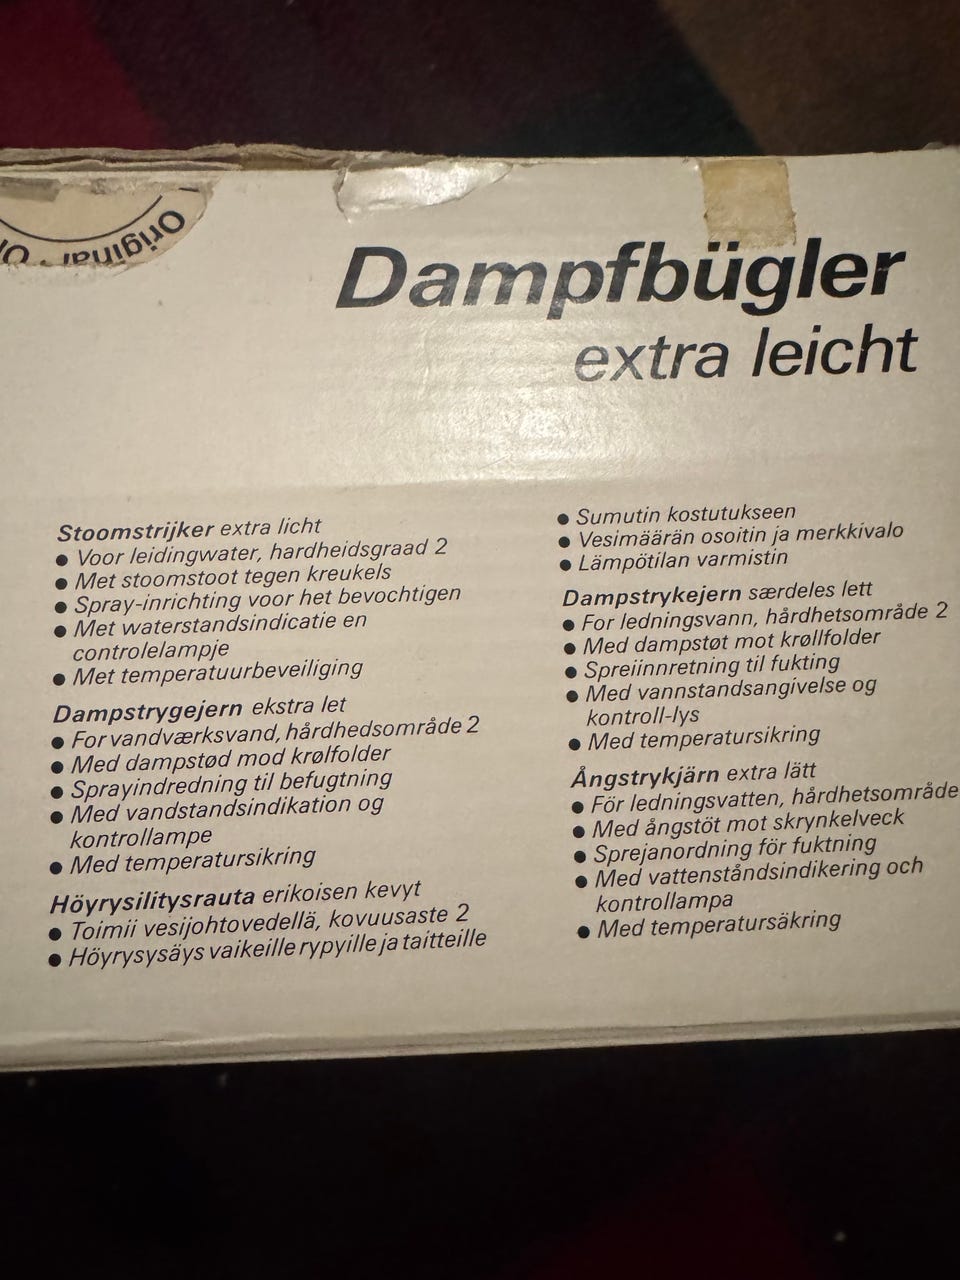 Original
Dampfbügler
extra leicht
Stoomstrijker extra licht
● Voor leidingwater, hardheidsgraad 2
● Met stoomstoot tegen kreukels
● Spray-inrichting voor het bevochtigen
● Met waterstandsindicatie en
controlelampje
● Met temperatuurbeveiliging
Dampstrygejern ekstra let
● For vandværksvand, hårdhedsområde 2
● Med dampstød mod krølfolder
● Sprayindredning til befugtning
● Med vandstandsindikation og
kontrollampe
● Med temperatursikring
Höyrysilitysrauta erikoisen kevyt
● Toimii vesijohtovedellä, kovuusaste 2
● Höyrysysäys vaikeille rypyille ja taitteille
● Sumutin kostutukseen
● Vesimäärän osoitin ja merkkivalo
● Lämpötilan varmistin
Dampstrykejern særdeles lett
● For ledningsvann, hårdhetsområde 2
● Med dampstøt mot krøllfolder
● Spreiinnretning til fukting
● Med vannstandsangivelse og
kontroll-lys
● Med temperatursikring
Ångstrykjärn extra lätt
● För ledningsvatten, hårdhetsområde
● Med ångstöt mot skrynkelveck
● Sprejanordning för fuktning
● Med vattenståndsindikering och
kontrollampa
● Med temperatursäkring